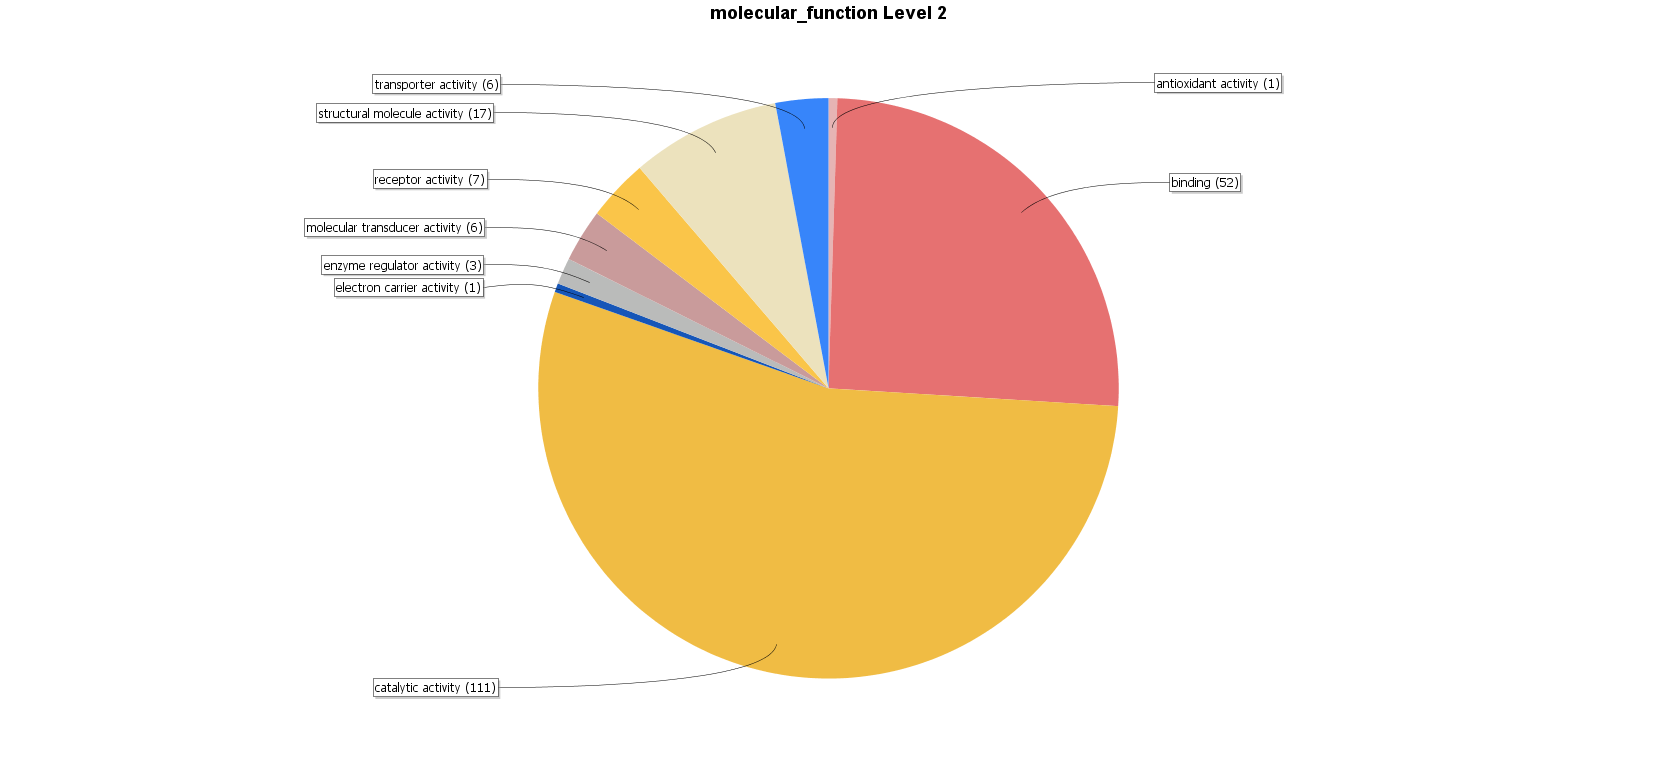 molecular_function Level 2
transporter activity (6)
antioxidant activity (1)
structural molecule activity (17)
receptor activity (7)
binding (52)
molecular transducer activity (6)
enzyme regulator activity (3)
electron carrier activity (1)
catalytic activity (111)